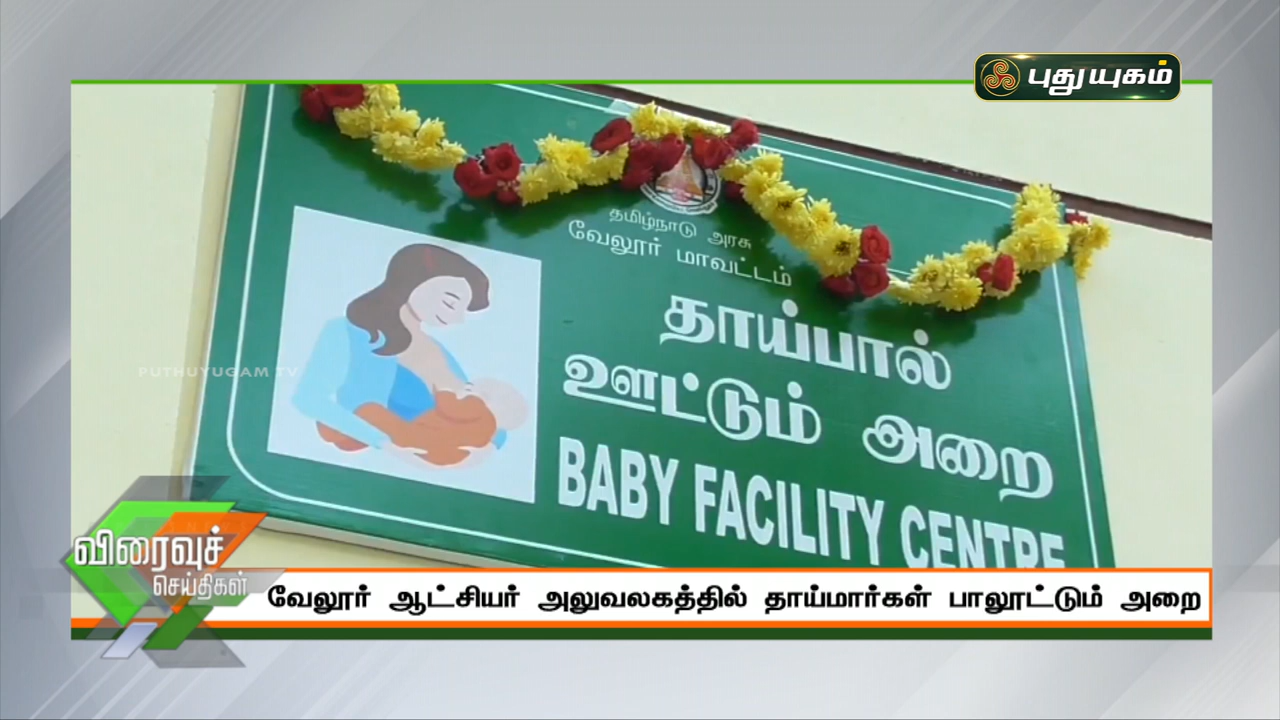 புதுயுகம்
தமிழ்நாடு அரசு
வேலூர் மாவட்டம்
தாய்பால்
ஊட்டும் அறை
BABY FACILITY CENTRE
PUTHUYUGAM TV
விரைவுச்
செய்திகள்
வேலூர் ஆட்சியர் அலுவலகத்தில் தாய்மார்கள் பாலூட்டும் அறை